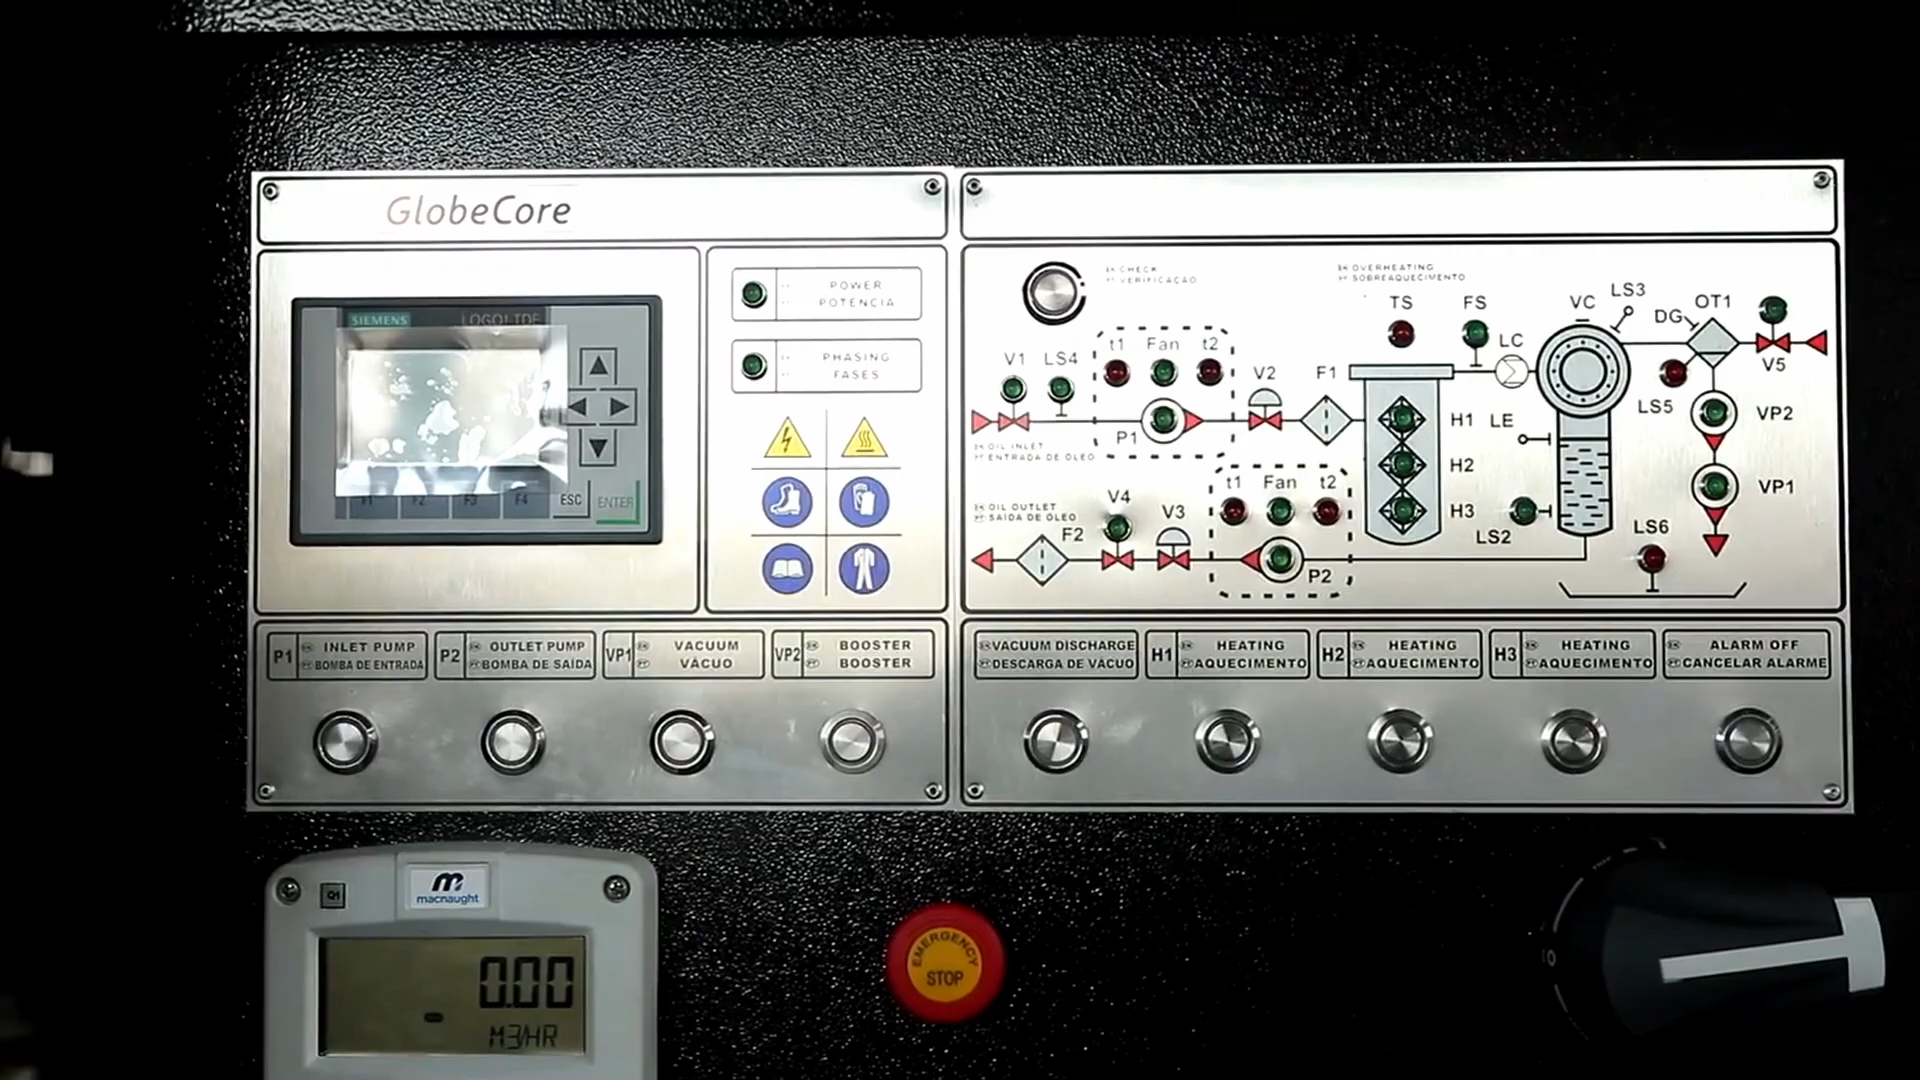 GlobeCore
SIEMENS
LOGO! TDE
F1 F2 F3 F4 ESC ENTER
POWER
POTENCIA
PHASING
FASES
CHECK
VERIFICAÇÃO
OVERHEATING
SOBREAQUECIMENTO
TS FS LC VC LS3 DG OT1
V5
V1 LS4 t1 Fan t2 V2 F1
P1
OIL INLET
ENTRADA DE ÓLEO
H1 LE LS5 VP2
H2
H3 LS2 VP1
LS6
OIL OUTLET
SAÍDA DE ÓLEO
F2 V4 V3 t1 Fan t2
P2
P1 INLET PUMP
BOMBA DE ENTRADA
P2 OUTLET PUMP
BOMBA DE SAÍDA
VP1 VACUUM
VÁCUO
VP2 BOOSTER
BOOSTER
VACUUM DISCHARGE
DESCARGA DE VÁCUO
H1 HEATING
AQUECIMENTO
H2 HEATING
AQUECIMENTO
H3 HEATING
AQUECIMENTO
ALARM OFF
CANCELAR ALARME
Q1
macnaught
0.00
M3/HR
EMERGENCY
STOP
0